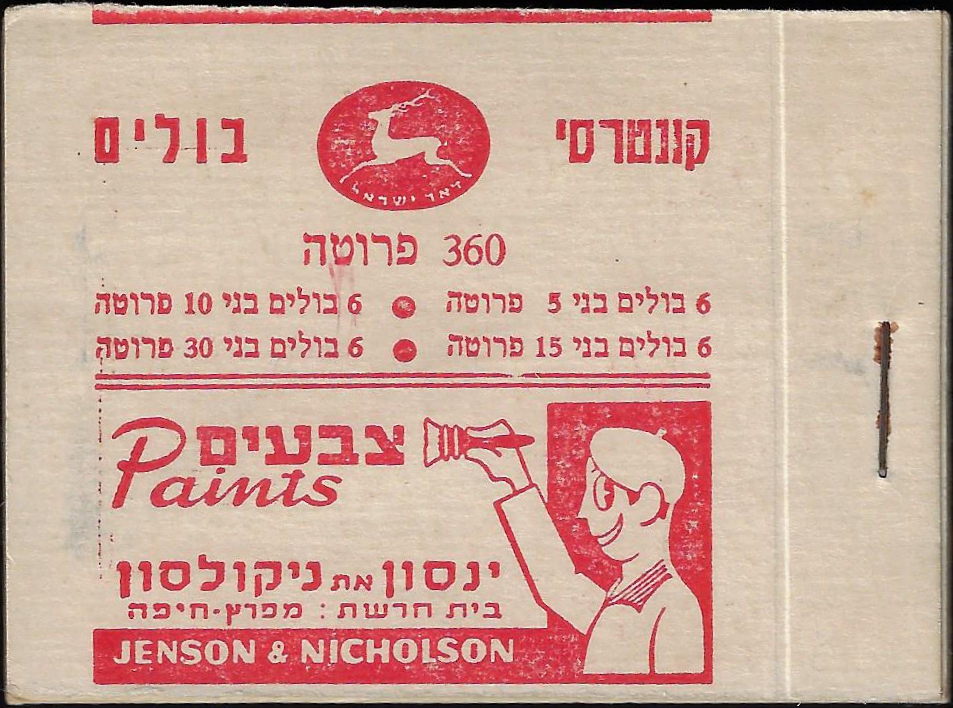 קונטרסי בולים
דאר ישראל
360 פרוטה
6 בולים בני 5 פרוטה • 6 בולים בני 10 פרוטה
6 בולים בני 15 פרוטה • 6 בולים בני 30 פרוטה
צבעים
Paints
ינסון את ניקולסון
בית חרשת: מפרץ-חיפה
JENSON & NICHOLSON